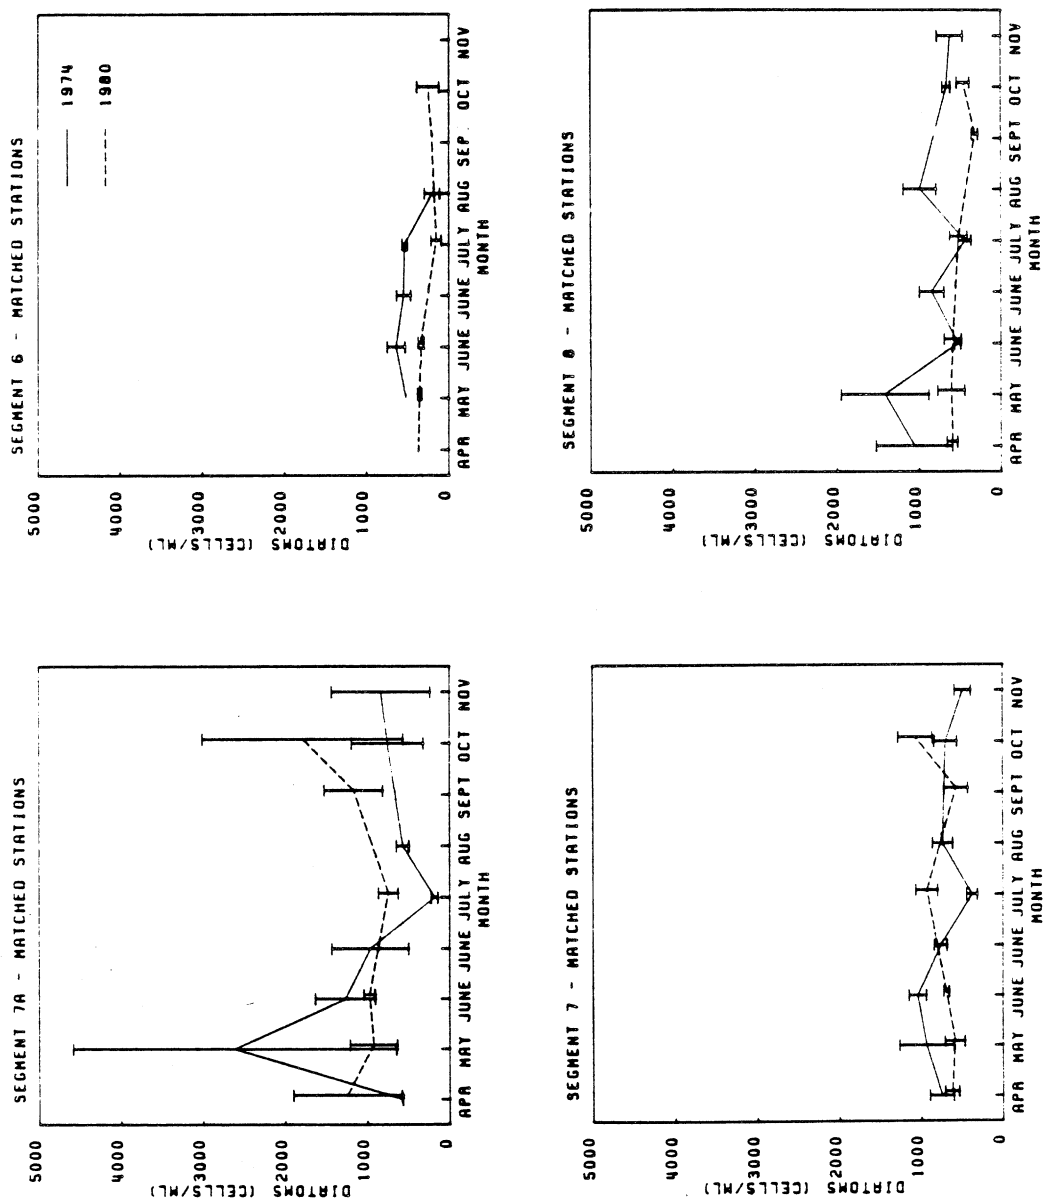 SEGMENT 6 - MATCHED STATIONS
1974
1980
5000
4000
3000
2000
1000
0
DIATOMS (CELLS/ML)
APR MAY JUNE JUNE JULY AUG SEP. OCT NOV
MONTH
SEGMENT 8 - MATCHED STATIONS
5000
4000
3000
2000
1000
0
DIATOMS (CELLS/ML)
APR MAY JUNE JUNE JULY AUG SEPT OCT NOV
MONTH
SEGMENT 7A - MATCHED STATIONS
5000
4000
3000
2000
1000
0
DIATOMS (CELLS/ML)
APR MAY JUNE JUNE JULY AUG SEPT OCT NOV
MONTH
SEGMENT 7 - MATCHED STATIONS
5000
4000
3000
2000
1000
0
DIATOMS (CELLS/ML)
APR MAY JUNE JUNE JULY AUG SEPT OCT NOV
MONTH